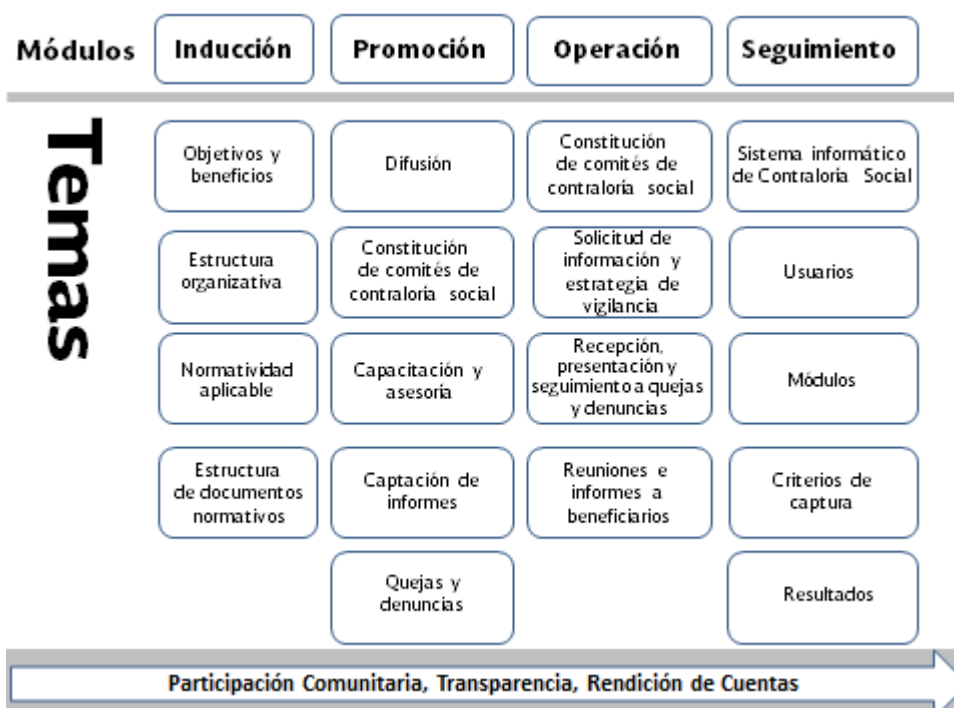 Módulos
Inducción
Promoción
Operación
Seguimiento
Temas
Objetivos y
beneficios
Difusión
Constitución
de comités de
contraloría social
Sistema informático
de Contraloría Social
Estructura
organizativa
Constitución
de comités de
contraloría social
Solicitud de
información y
estrategia de
vigilancia
Usuarios
Normatividad
aplicable
Capacitación y
asesoría
Recepción,
presentación y
seguimiento a quejas
y denuncias
Módulos
Estructura
de documentos
normativos
Captación de
informes
Reuniones e
informes a
beneficiarios
Criterios de
captura
Quejas y
denuncias
Resultados
Participación Comunitaria, Transparencia, Rendición de Cuentas